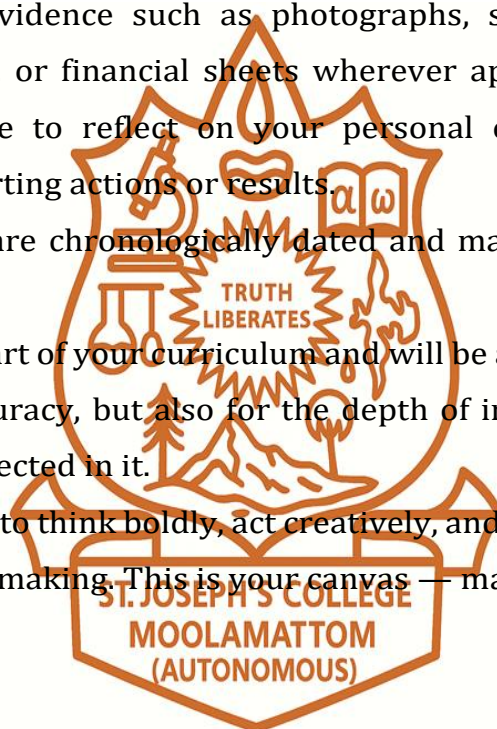 vidence such as photographs, s
or financial sheets wherever ap
e to reflect on your personal
rting actions or results.
α ω
are chronologically dated and ma
TRUTH
LIBERATES
art of your curriculum and will be a
uracy, but also for the depth of in
ected in it.
to think boldly, act creatively, and
making. This is your canvas — ma
ST. JOSEPH'S COLLEGE
MOOLAMATTOM
(AUTONOMOUS)